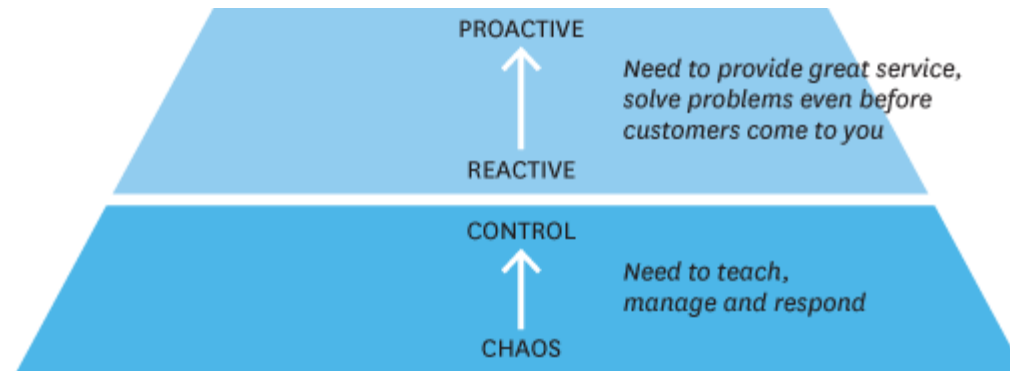 PROACTIVE
Need to provide great service,
solve problems even before
customers come to you
REACTIVE
CONTROL
Need to teach,
manage and respond
CHAOS